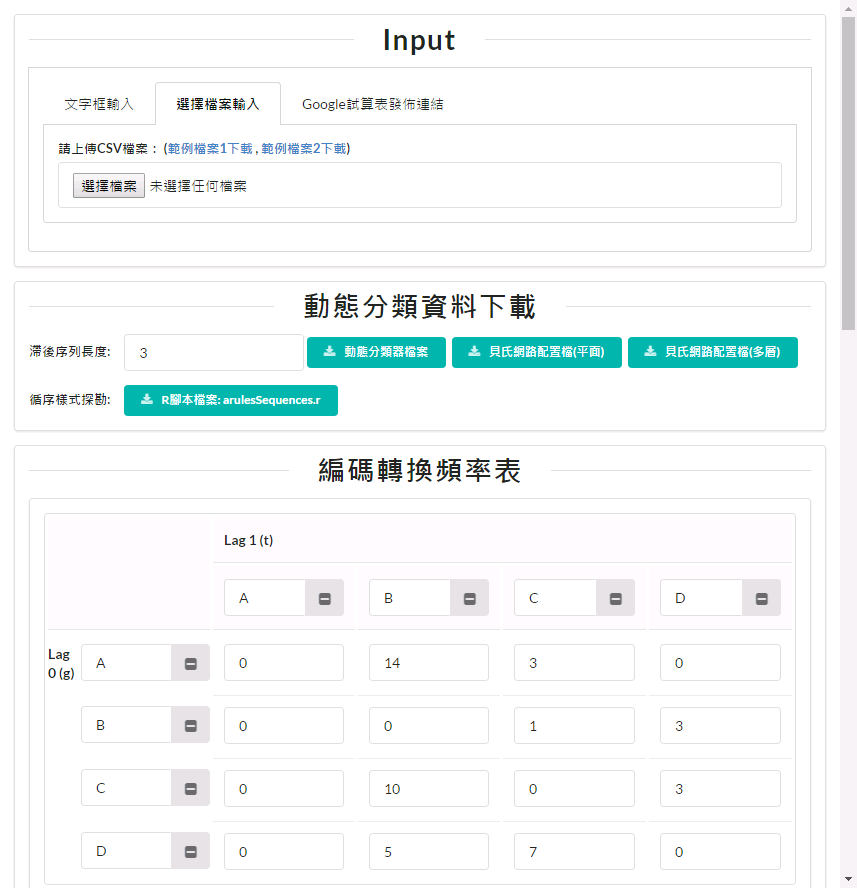 Input
文字框輸入 選擇檔案輸入 Google試算表發佈連結
請上傳CSV檔案： (範例檔案1下載 , 範例檔案2下載)
選擇檔案 未選擇任何檔案
動態分類資料下載
滯後序列長度: 3 動態分類器檔案 貝氏網路配置檔(平面) 貝氏網路配置檔(多層)
循序樣式探勘: R腳本檔案: arulesSequences.r
編碼轉換頻率表
Lag 1 (t)
A B C D
Lag 0 (g) A 0 14 3 0
B 0 0 1 3
C 0 10 0 3
D 0 5 7 0